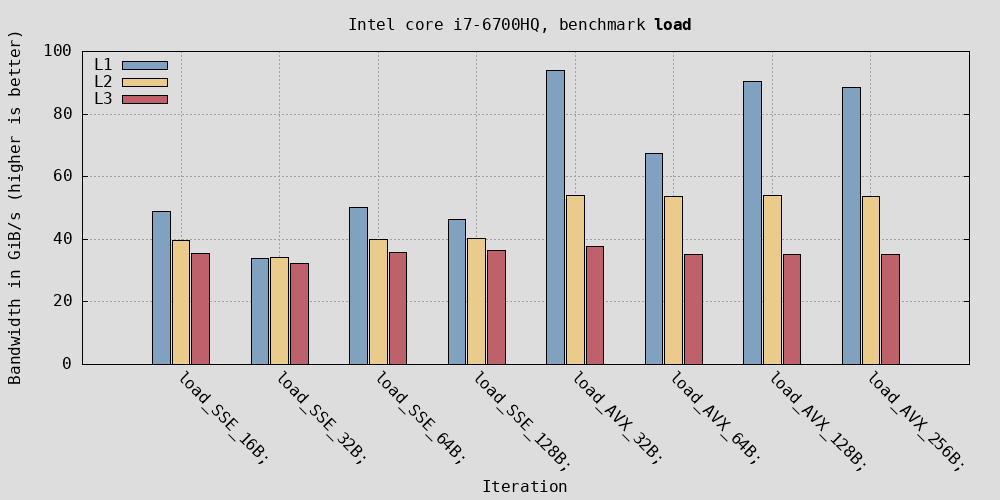 Intel core i7-6700HQ, benchmark load
Bandwidth in GiB/s (higher is better)
100
80
60
40
20
0
L1
L2
L3
load_SSE_16B;
load_SSE_32B;
load_SSE_64B;
load_SSE_128B;
load_AVX_32B;
load_AVX_64B;
load_AVX_128B;
load_AVX_256B;
Iteration